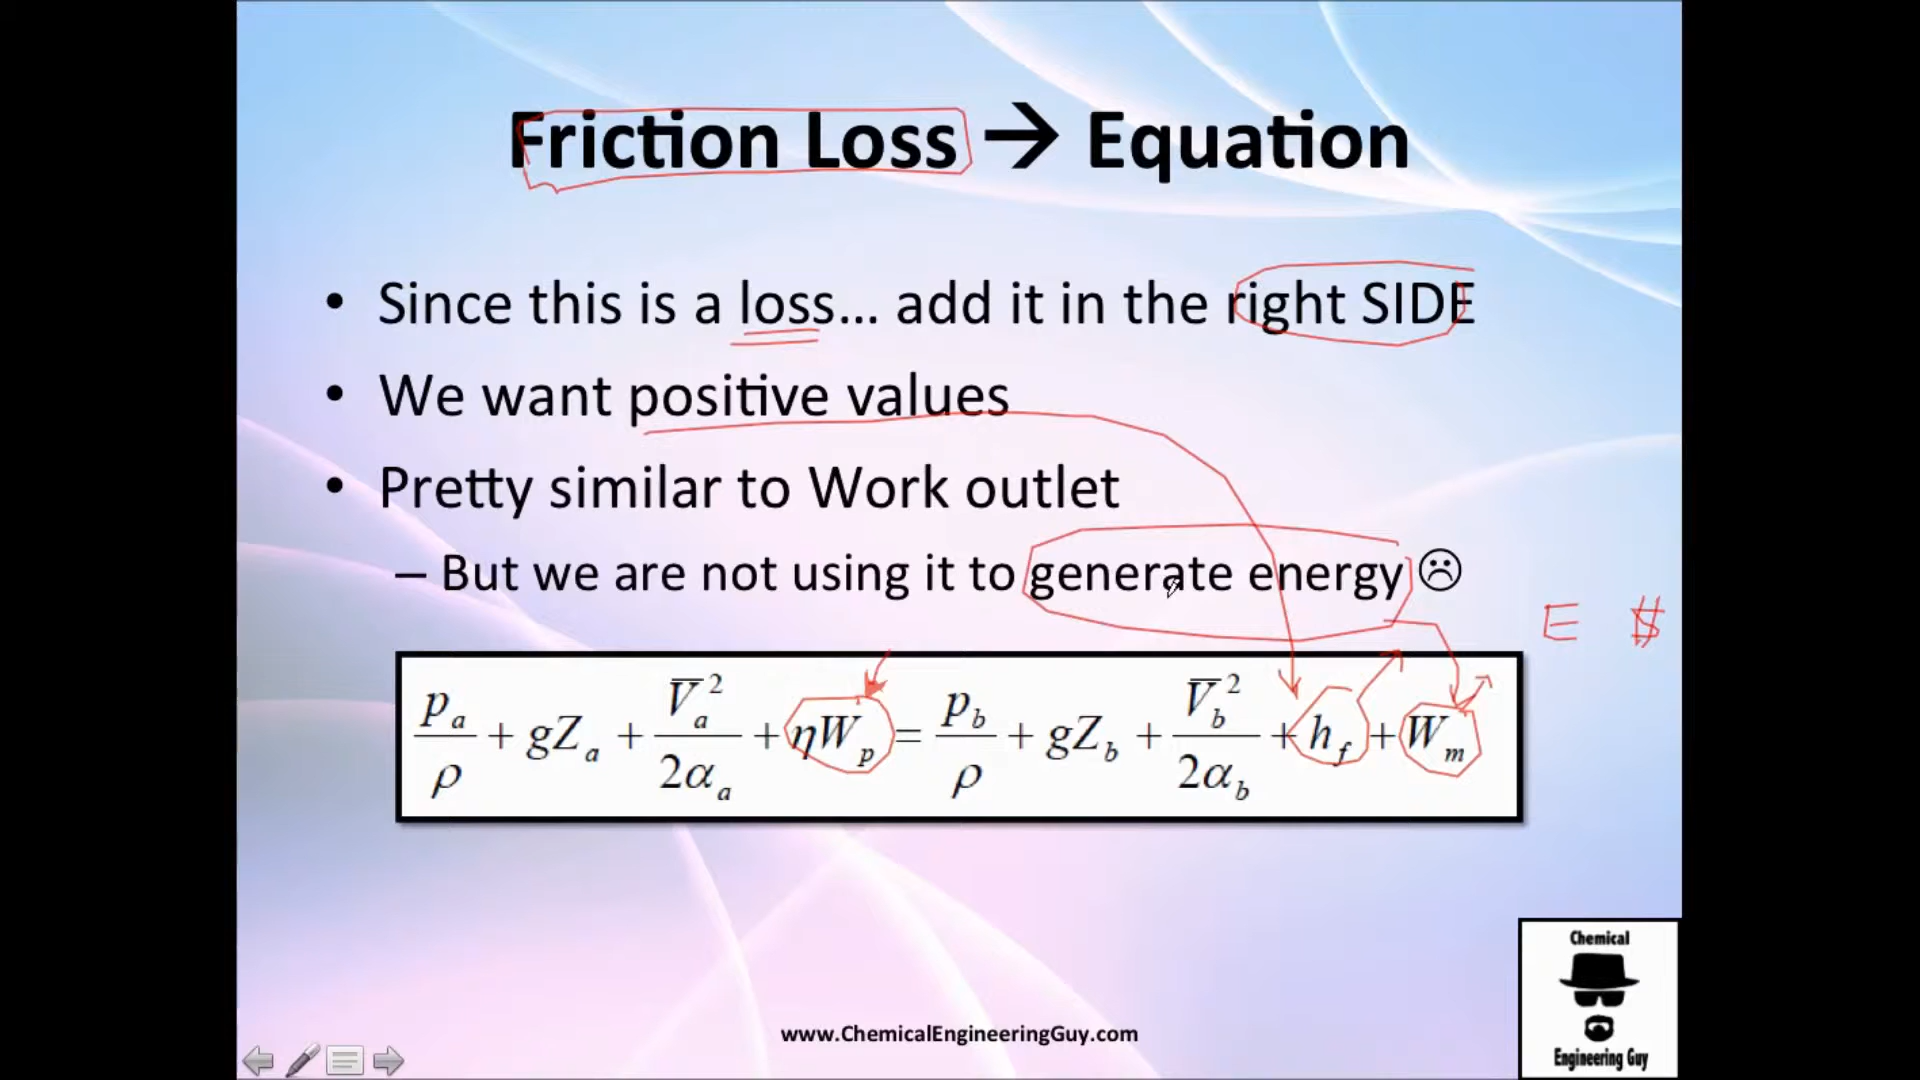 Friction Loss → Equation
• Since this is a loss... add it in the right SIDE
• We want positive values
• Pretty similar to Work outlet
– But we are not using it to generate energy ☹
E $
p_a/ρ + gZ_a + V̅_a²/2α_a + ηW_p = p_b/ρ + gZ_b + V̅_b²/2α_b + h_f + W_m
Chemical
Engineering Guy
www.ChemicalEngineeringGuy.com